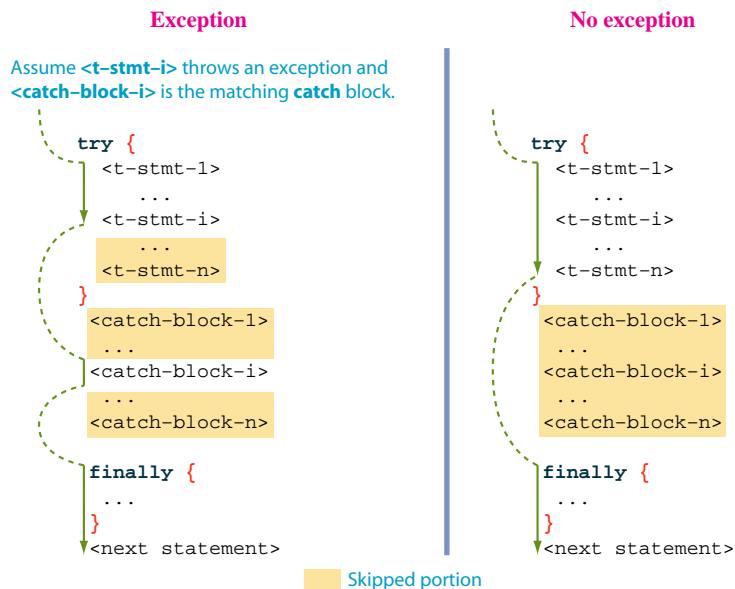 Exception
Assume <t–stmt–i> throws an exception and
<catch–block–i> is the matching catch block.
try {
<t–stmt–1>
...
<t–stmt–i>
...
<t–stmt–n>
}
<catch–block–1>
...
<catch–block–i>
...
<catch–block–n>
finally {
...
}
<next statement>
No exception
try {
<t–stmt–1>
...
<t–stmt–i>
...
<t–stmt–n>
}
<catch–block–1>
...
<catch–block–i>
...
<catch–block–n>
finally {
...
}
<next statement>
Skipped portion